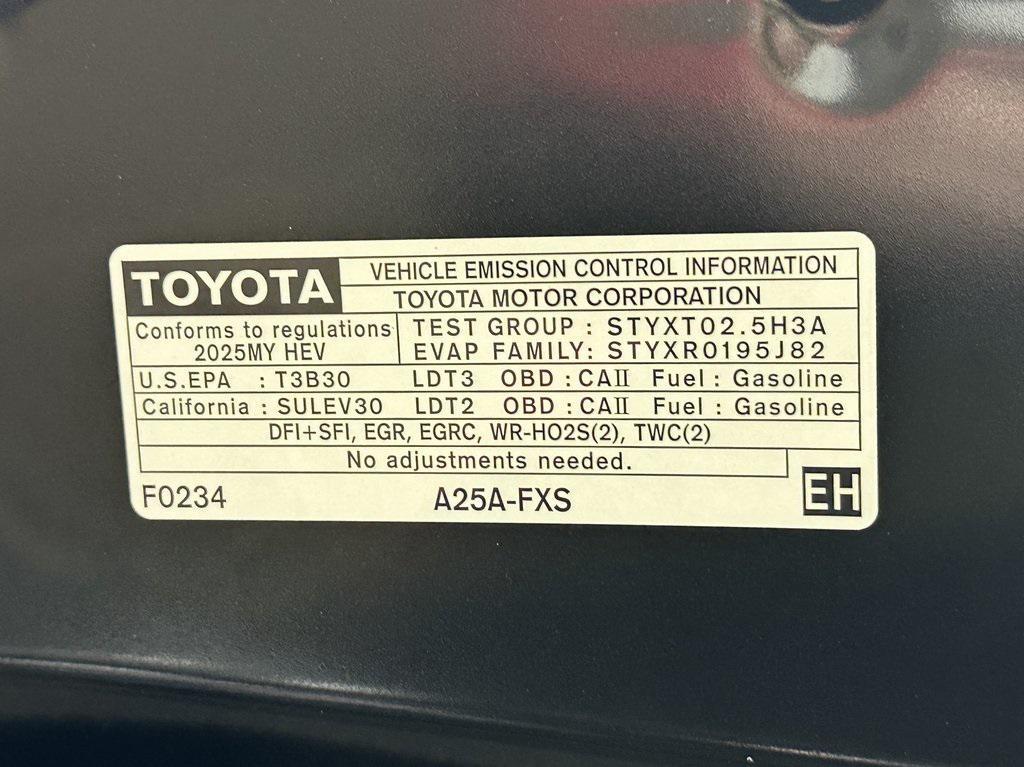 TOYOTA
VEHICLE EMISSION CONTROL INFORMATION
TOYOTA MOTOR CORPORATION
Conforms to regulations
2025MY HEV
TEST GROUP : STYXT02.5H3A
EVAP FAMILY: STYXR0195J82
U.S.EPA : T3B30 LDT3 OBD : CAII Fuel : Gasoline
California : SULEV30 LDT2 OBD : CAII Fuel : Gasoline
DFI+SFI, EGR, EGRC, WR-HO2S(2), TWC(2)
No adjustments needed.
F0234 A25A-FXS EH